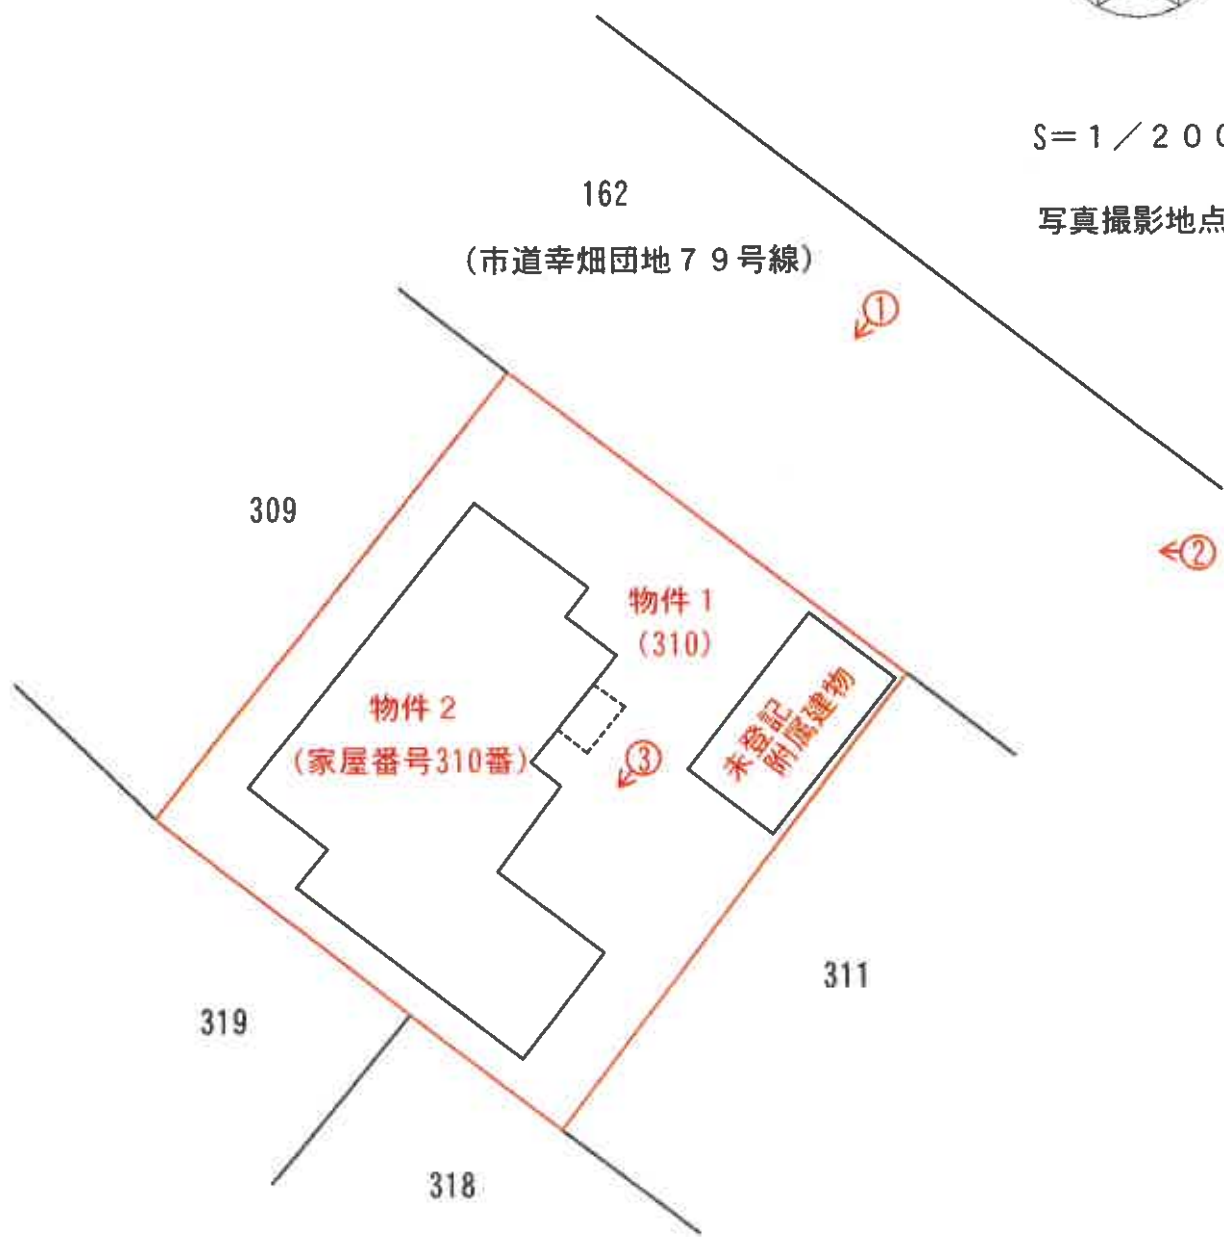 S=1／200
写真撮影地点
162
(市道幸畑団地７９号線)
①
309
②
物件１
(310)
物件２
(家屋番号310番)
未登記
附属建物
③
311
319
318